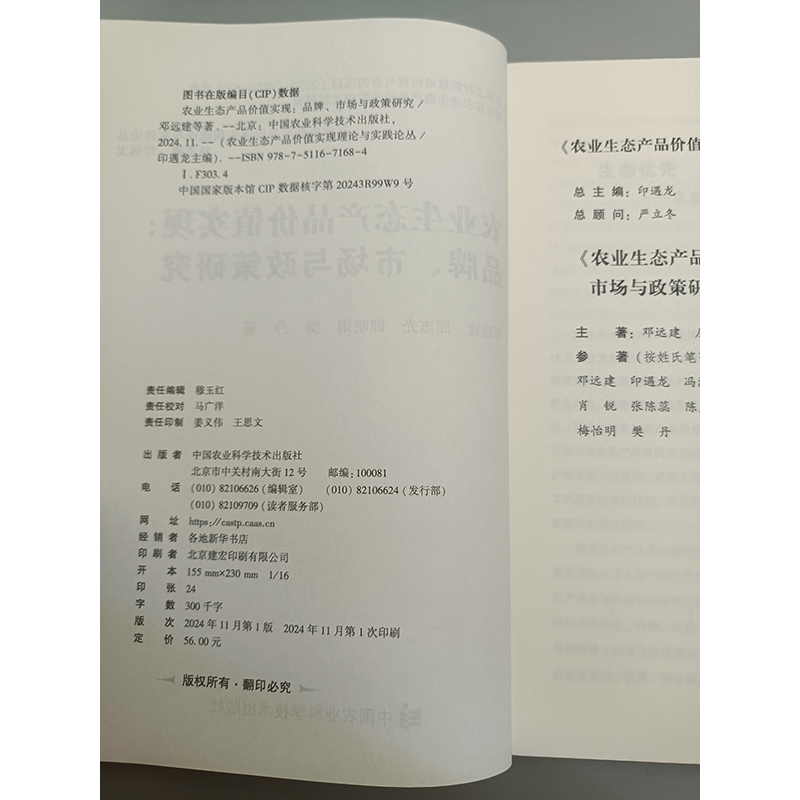 图书在版编目(CIP)数据
农业生态产品价值实现：品牌、市场与政策研究/
邓远建等著. --北京：中国农业科学技术出版社，
2024.11. --(农业生态产品价值实现理论与实践论丛/
印遇龙主编). --ISBN 978-7-5116-7168-4
Ⅰ. F303.4
中国国家版本馆 CIP 数据核字第 20243R99W9 号
责任编辑 穆玉红
责任校对 马广洋
责任印制 姜义伟 王思文
出 版 者 中国农业科学技术出版社
北京市中关村南大街 12 号 邮编：100081
电 话 (010) 82106626 (编辑室) (010) 82106624 (发行部)
(010) 82109709 (读者服务部)
网 址 https://castp.caas.cn
经 销 者 各地新华书店
印 刷 者 北京建宏印刷有限公司
开 本 155 mm×230 mm 1/16
印 张 24
字 数 300 千字
版 次 2024 年 11 月第 1 版 2024 年 11 月第 1 次印刷
定 价 56.00 元
版权所有·翻印必究
《农业生态产品价值
总 主 编：印遇龙
总 顾 问：严立冬
《农业生态产品
市场与政策研
主 著：邓远建
参 著（按姓氏笔
邓远建 印遇龙 冯
肖 锐 张陈蕊 陈
梅怡明 樊 丹